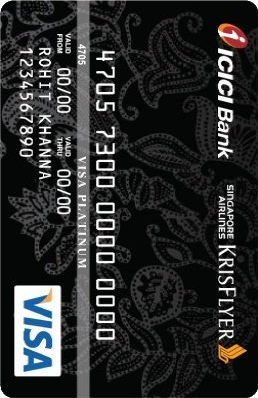 ICICI Bank
SINGAPORE
AIRLINES
KRISFLYER
4705 7300 0000 0000
4705
VISA PLATINUM
VALID
FROM
00/00
VALID
THRU
00/00
ROHIT KHANNA
1234567890
VISA